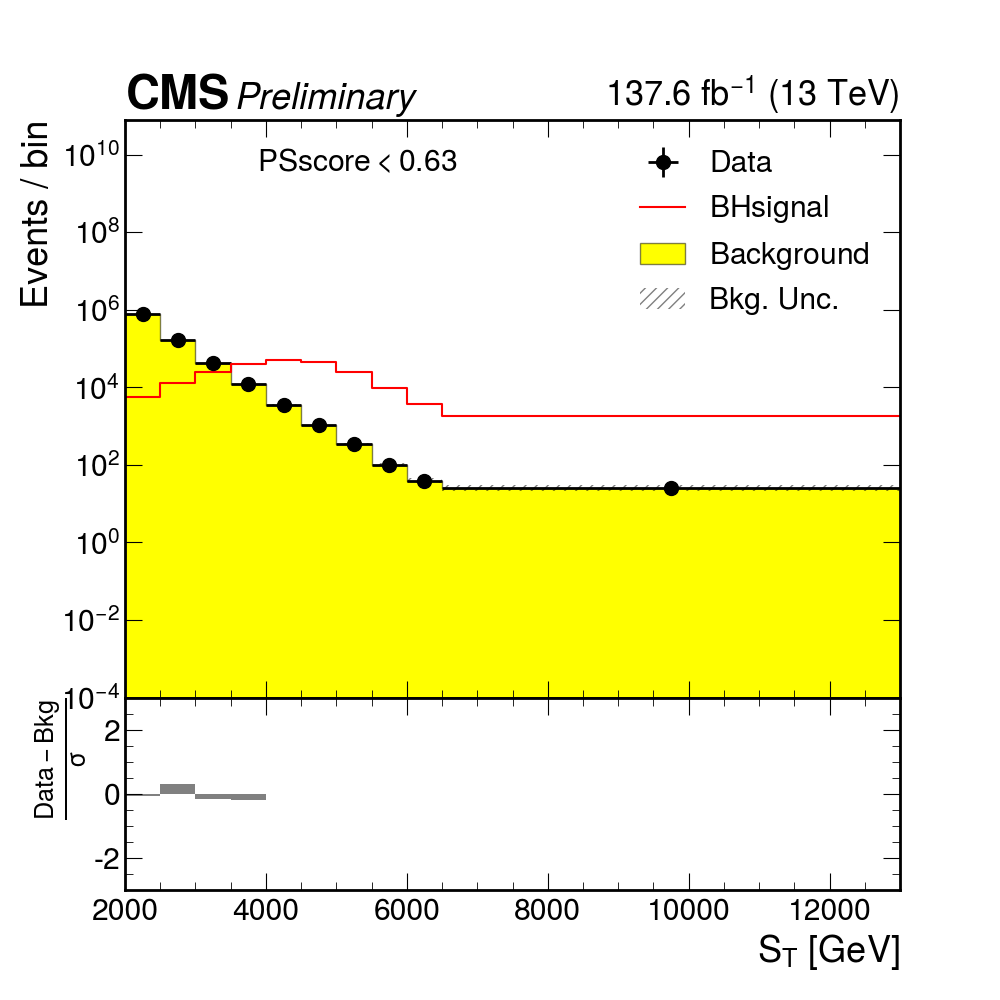 CMS Preliminary 137.6 fb⁻¹ (13 TeV)
Events / bin
PSscore < 0.63
Data
BHsignal
Background
Bkg. Unc.
10¹⁰
10⁸
10⁶
10⁴
10²
10⁰
10⁻²
10⁻⁴
Data – Bkg
σ
2
0
-2
2000 4000 6000 8000 10000 12000
S_T [GeV]